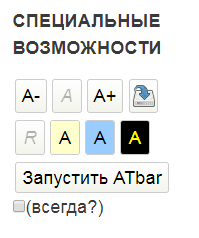 СПЕЦИАЛЬНЫЕ
ВОЗМОЖНОСТИ
A- A A+
R A A A
Запустить ATbar
(всегда?)